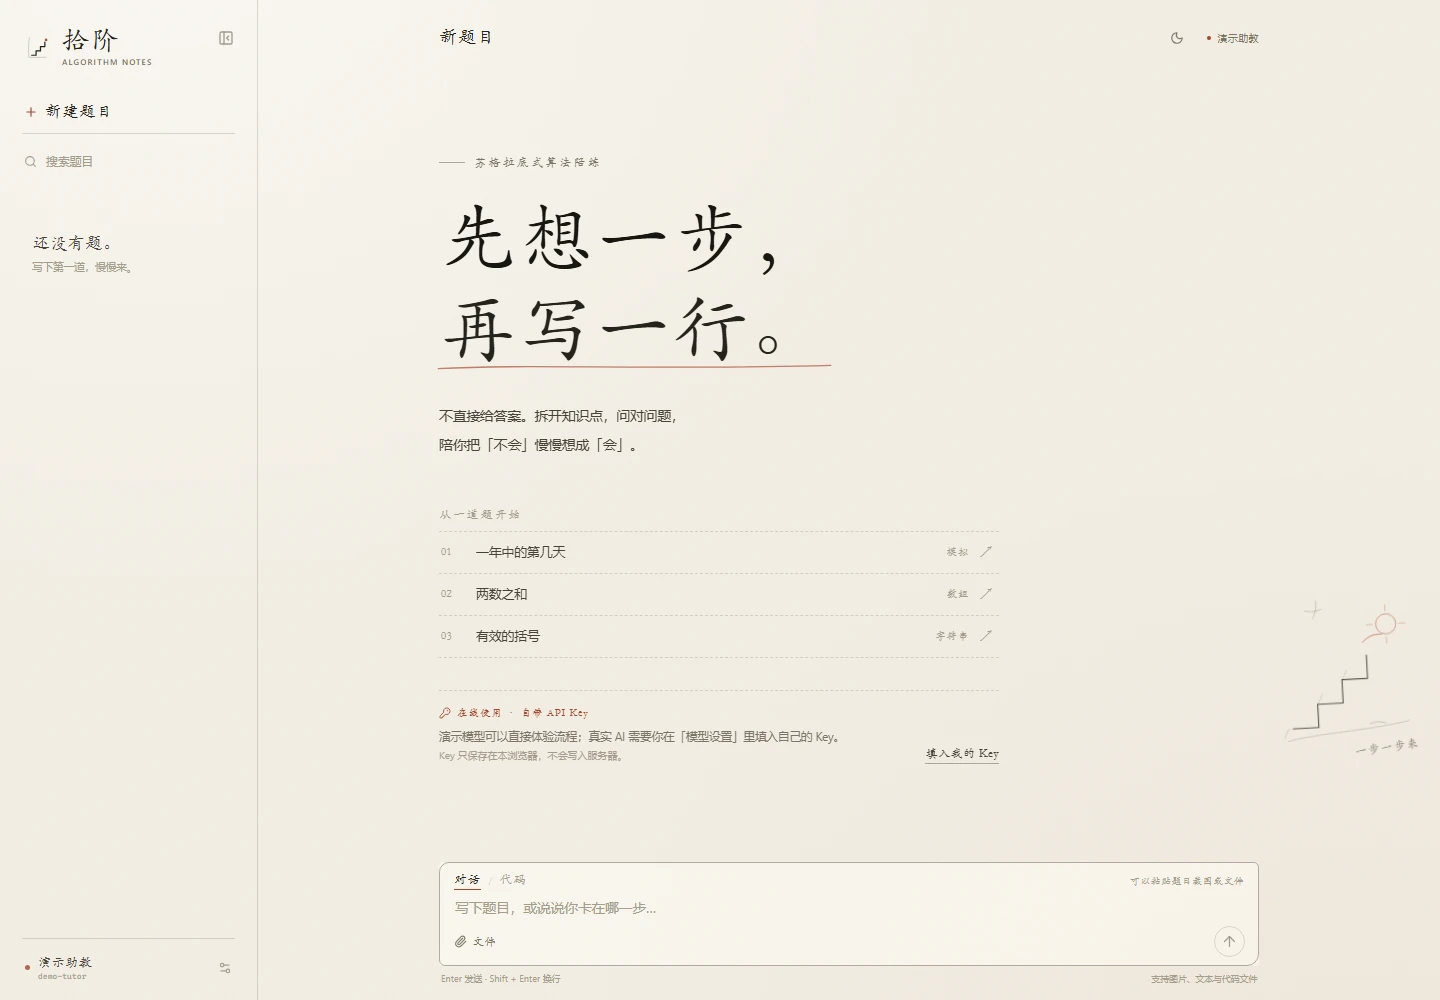 拾阶
ALGORITHM NOTES
新建题目
搜索题目
还没有题。
写下第一道，慢慢来。
演示助教
demo-tutor
新题目
演示助教
苏格拉底式算法陪练
先想一步，
再写一行。
不直接给答案。拆开知识点，问对问题，
陪你把「不会」慢慢想成「会」。
从一道题开始
01 一年中的第几天 模拟
02 两数之和 数组
03 有效的括号 字符串
在线使用 · 自带 API Key
演示模型可以直接体验流程；真实 AI 需要你在「模型设置」里填入自己的 Key。
Key 只保存在本浏览器，不会写入服务器。
填入我的 Key
一步一步来
对话 / 代码
可以粘贴题目截图或文件
写下题目，或说说你卡在哪一步...
文件
Enter 发送 · Shift + Enter 换行
支持图片、文本与代码文件